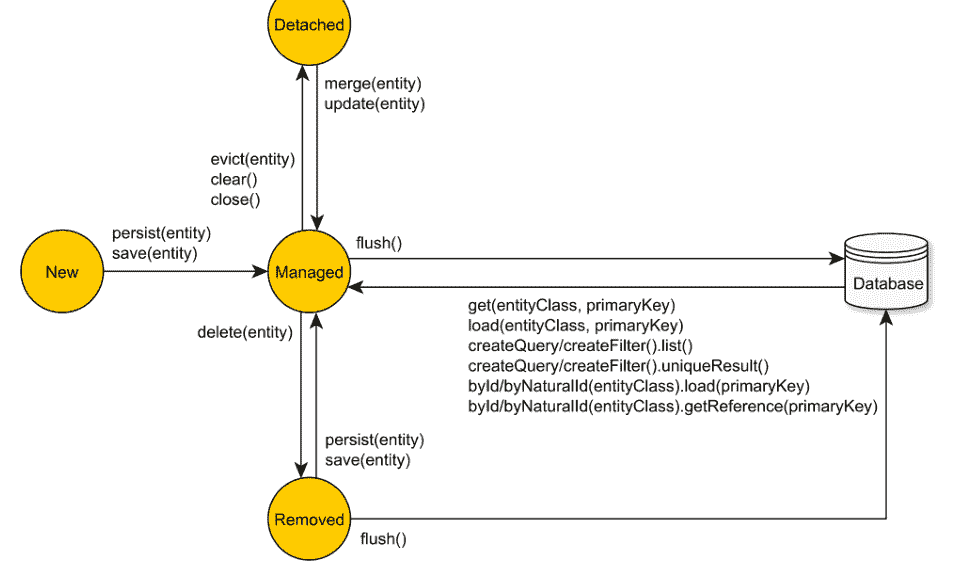 Detached
merge(entity)
update(entity)
evict(entity)
clear()
close()
persist(entity)
save(entity)
flush()
New
Managed
Database
get(entityClass, primaryKey)
load(entityClass, primaryKey)
createQuery/createFilter().list()
createQuery/createFilter().uniqueResult()
byId/byNaturalId(entityClass).load(primaryKey)
byId/byNaturalId(entityClass).getReference(primaryKey)
delete(entity)
persist(entity)
save(entity)
Removed
flush()